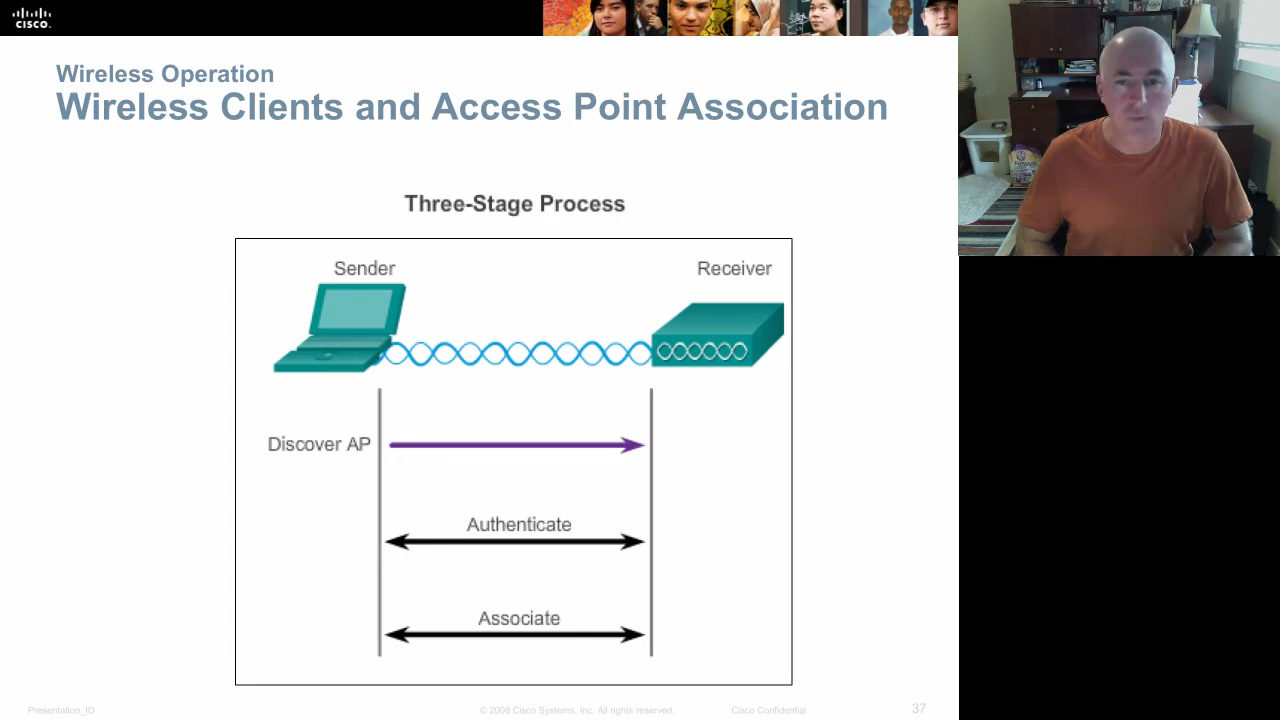 CISCO.
Wireless Operation
Wireless Clients and Access Point Association
Three-Stage Process
Sender
Receiver
Discover AP
Authenticate
Associate
Presentation_ID
© 2008 Cisco Systems, Inc. All rights reserved.
Cisco Confidential
37